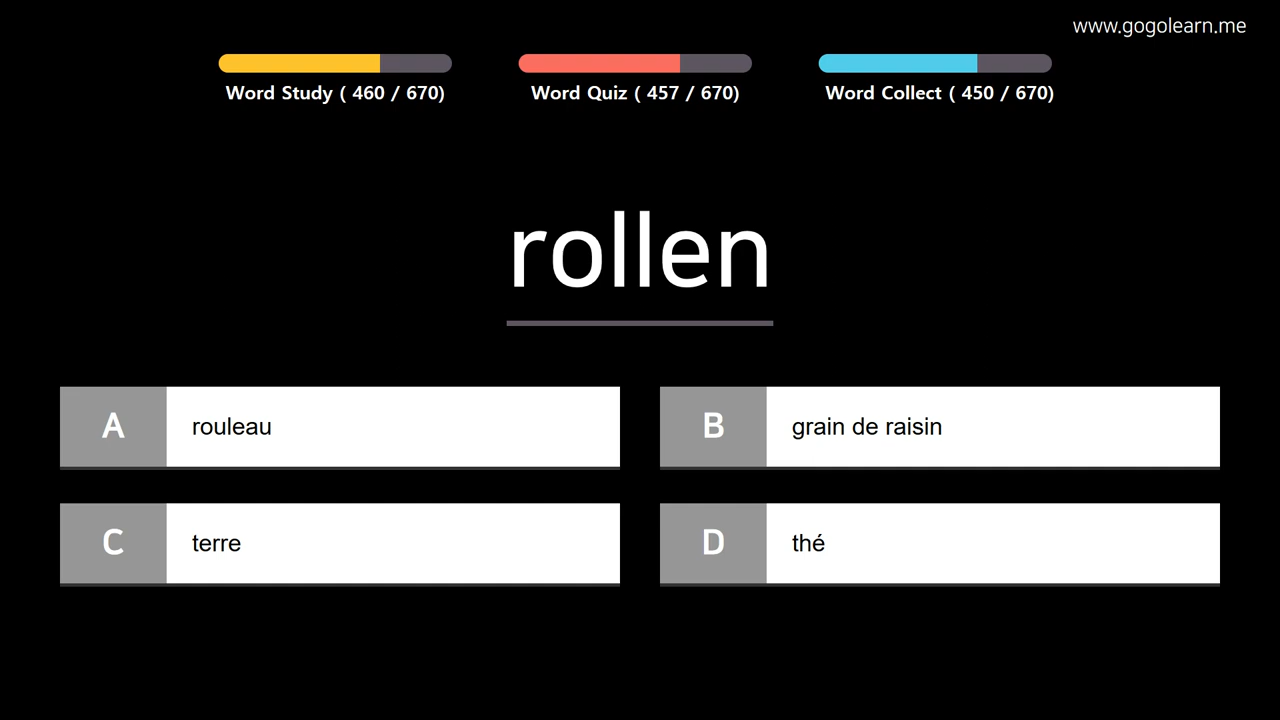 www.gogolearn.me
Word Study ( 460 / 670)
Word Quiz ( 457 / 670)
Word Collect ( 450 / 670)
rollen
A rouleau
B grain de raisin
C terre
D thé